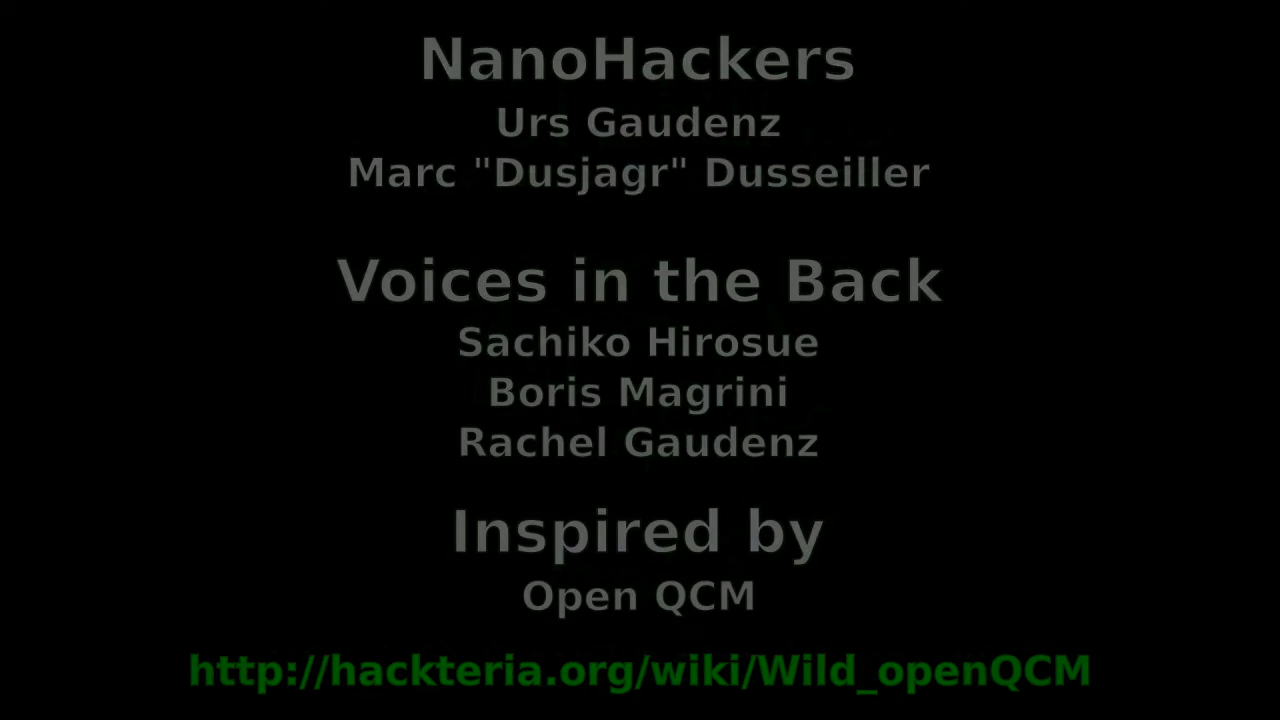 NanoHackers
Urs Gaudenz
Marc "Dusjagr" Dusseiller
Voices in the Back
Sachiko Hirosue
Boris Magrini
Rachel Gaudenz
Inspired by
Open QCM
http://hackteria.org/wiki/Wild_openQCM